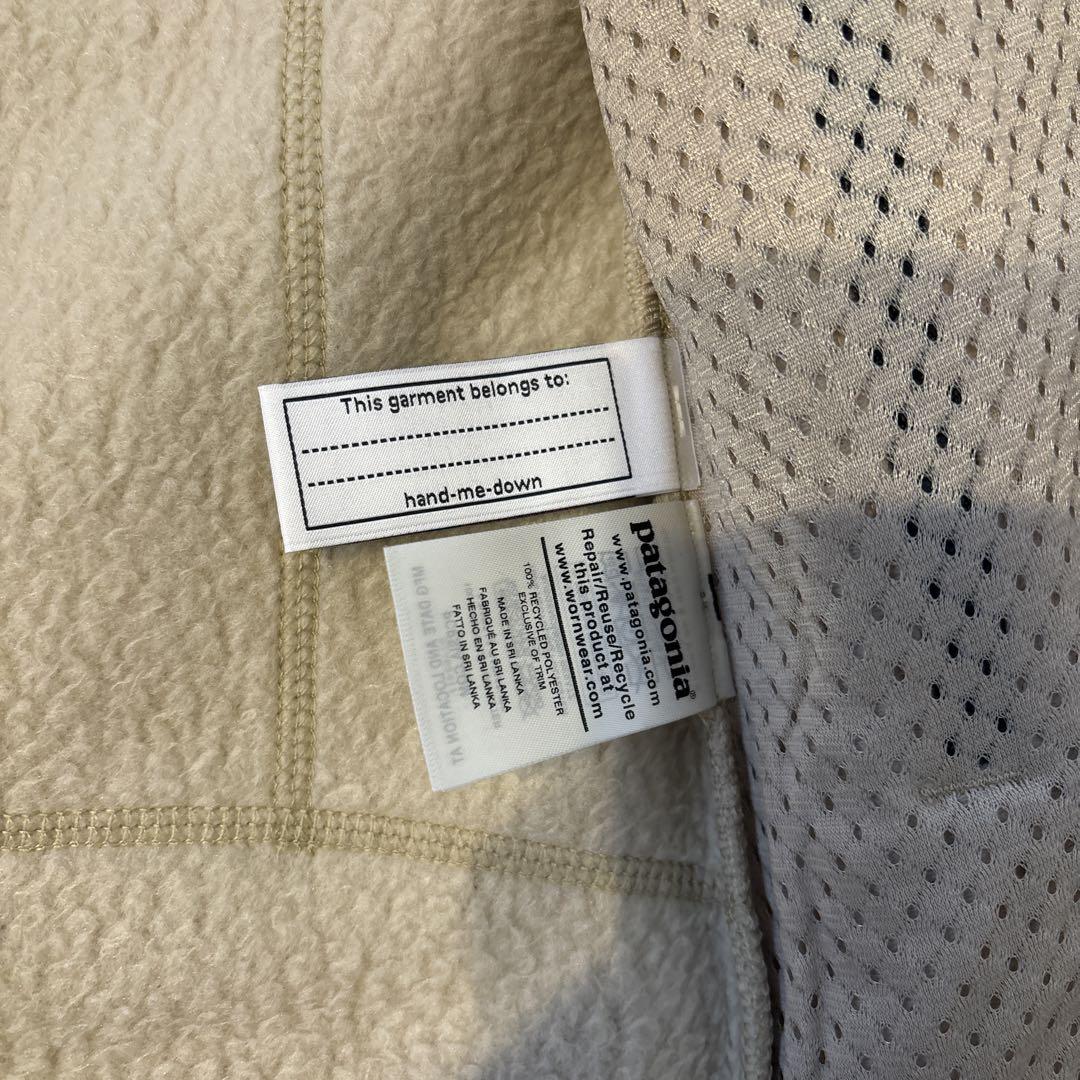 This garment belongs to:
hand-me-down
patagonia®
www.patagonia.com
Repair/Reuse/Recycle
this product at
www.wornwear.com
100% RECYCLED POLYESTER
EXCLUSIVE OF TRIM
MADE IN SRI LANKA
FABRIQUÉ AU SRI LANKA
HECHO EN SRI LANKA
FATTO IN SRI LANKA